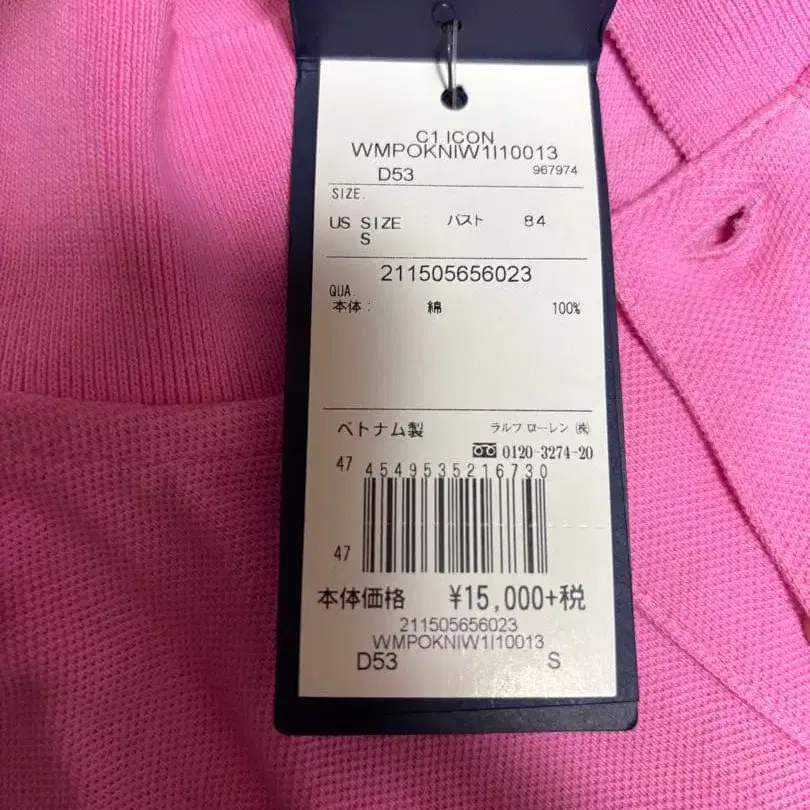 C1 ICON
WMPOKNIW1I10013
D53 967974
SIZE.
US SIZE バスト 84
S
211505656023
QUA.
本体: 綿 100%
ベトナム製 ラルフ ローレン ㈱
0120-3274-20
47 4549535216730
47
本体価格 ¥15,000+税
211505656023
WMPOKNIW1I10013
D53 S